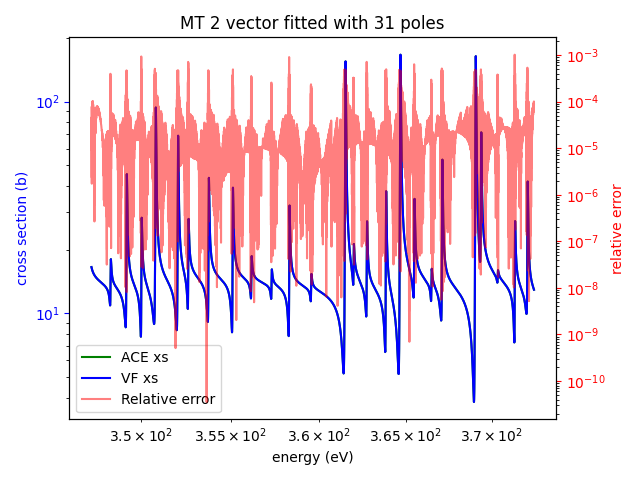 MT 2 vector fitted with 31 poles
cross section (b)
10²
10¹
10⁻³
10⁻⁴
10⁻⁵
10⁻⁶
10⁻⁷
10⁻⁸
10⁻⁹
10⁻¹⁰
relative error
ACE xs
VF xs
Relative error
3.5 × 10² 3.55 × 10² 3.6 × 10² 3.65 × 10² 3.7 × 10²
energy (eV)